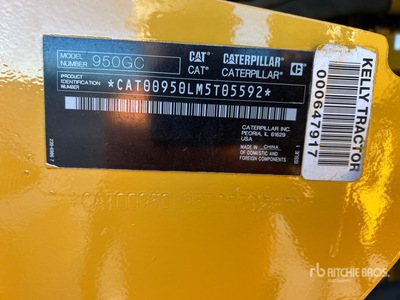 MODEL NUMBER 950GC
CAT® CATERPILLAR®
CAT® CATERPILLAR®
PRODUCT IDENTIFICATION NUMBER *CAT00950LM5T05592*
CATERPILLAR INC.
PEORIA, IL 61629
USA
MADE IN CHINA
OF DOMESTIC AND
FOREIGN COMPONENTS
KELLY TRACTOR
000647917
rb RITCHIE BROS.